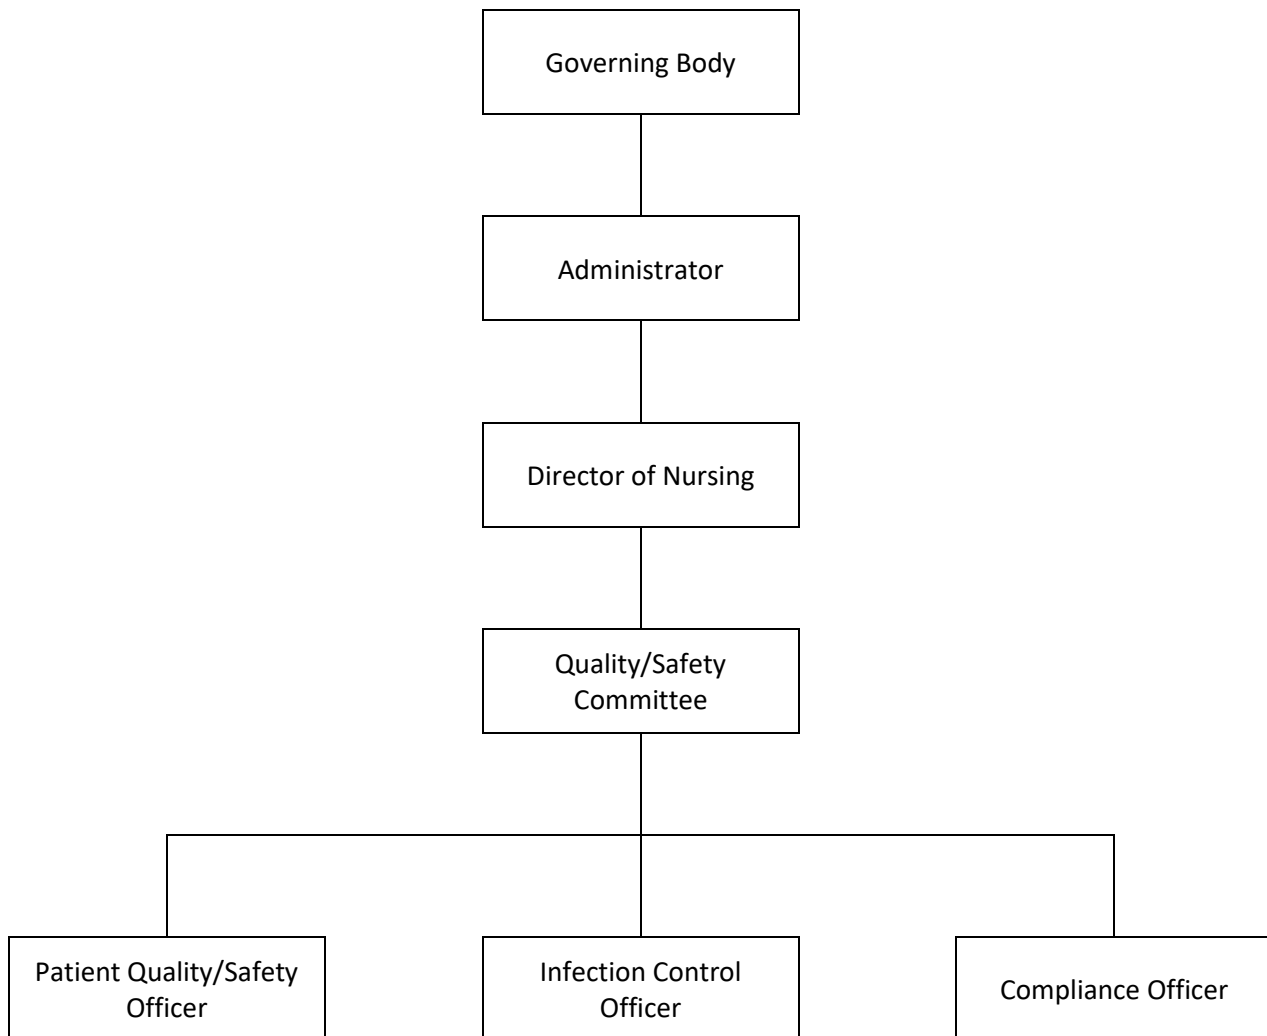 Governing Body
Administrator
Director of Nursing
Quality/Safety
Committee
Patient Quality/Safety
Officer
Infection Control
Officer
Compliance Officer